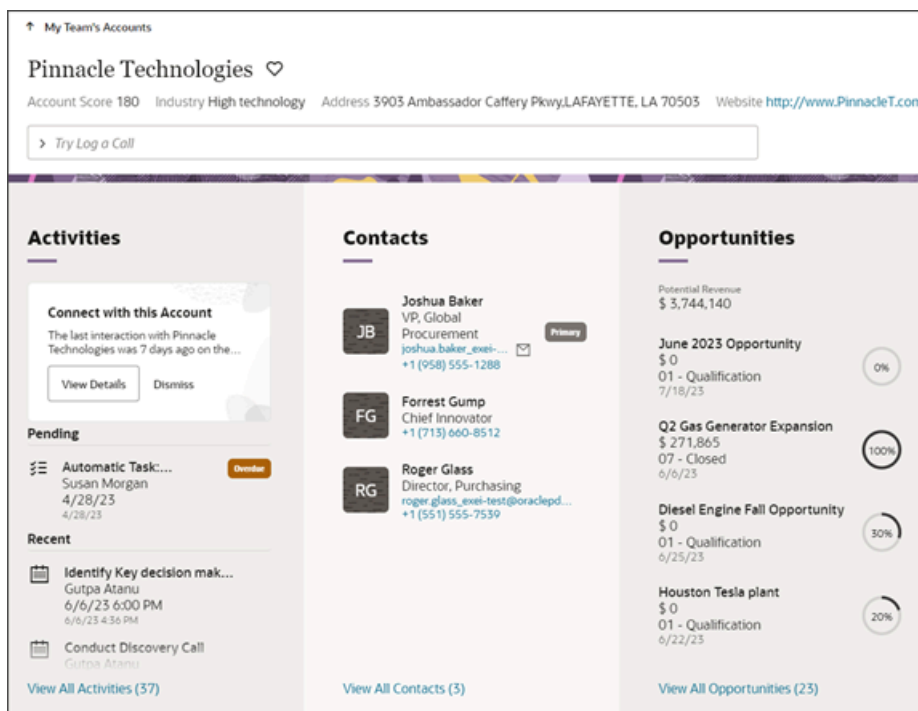 ↑ My Team's Accounts
Pinnacle Technologies
Account Score 180 Industry High technology Address 3903 Ambassador Caffery Pkwy,LAFAYETTE, LA 70503 Website http://www.PinnacleT.com
> Try Log a Call
Activities
Connect with this Account
The last interaction with Pinnacle
Technologies was 7 days ago on the...
View Details Dismiss
Pending
Automatic Task:... Overdue
Susan Morgan
4/28/23
4/28/23
Recent
Identify Key decision mak...
Gutpa Atanu
6/6/23 6:00 PM
6/6/23 4:36 PM
Conduct Discovery Call
Gutpa Atanu
View All Activities (37)
Contacts
JB
Joshua Baker
VP, Global
Procurement
Primary
joshua.baker_exei-...
+1 (958) 555-1288
FG
Forrest Gump
Chief Innovator
+1 (713) 660-8512
RG
Roger Glass
Director, Purchasing
roger.glass_exei-test@oraclepd...
+1 (551) 555-7539
View All Contacts (3)
Opportunities
Potential Revenue
$ 3,744,140
June 2023 Opportunity
$ 0
01 - Qualification
7/18/23
0%
Q2 Gas Generator Expansion
$ 271,865
07 - Closed
6/6/23
100%
Diesel Engine Fall Opportunity
$ 0
01 - Qualification
6/25/23
30%
Houston Tesla plant
$ 0
01 - Qualification
6/22/23
20%
View All Opportunities (23)